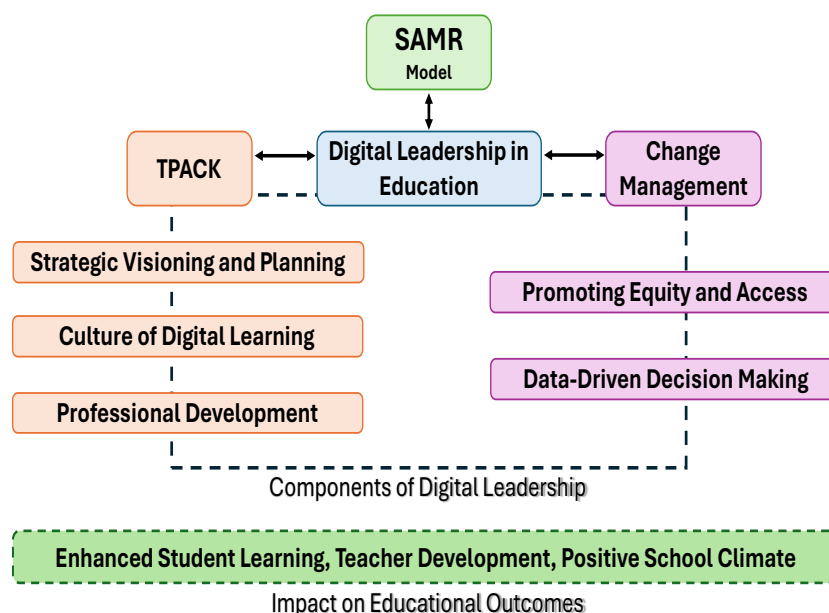 SAMR
Model
TPACK
Digital Leadership in
Education
Change
Management
Strategic Visioning and Planning
Culture of Digital Learning
Professional Development
Promoting Equity and Access
Data-Driven Decision Making
Components of Digital Leadership
Enhanced Student Learning, Teacher Development, Positive School Climate
Impact on Educational Outcomes